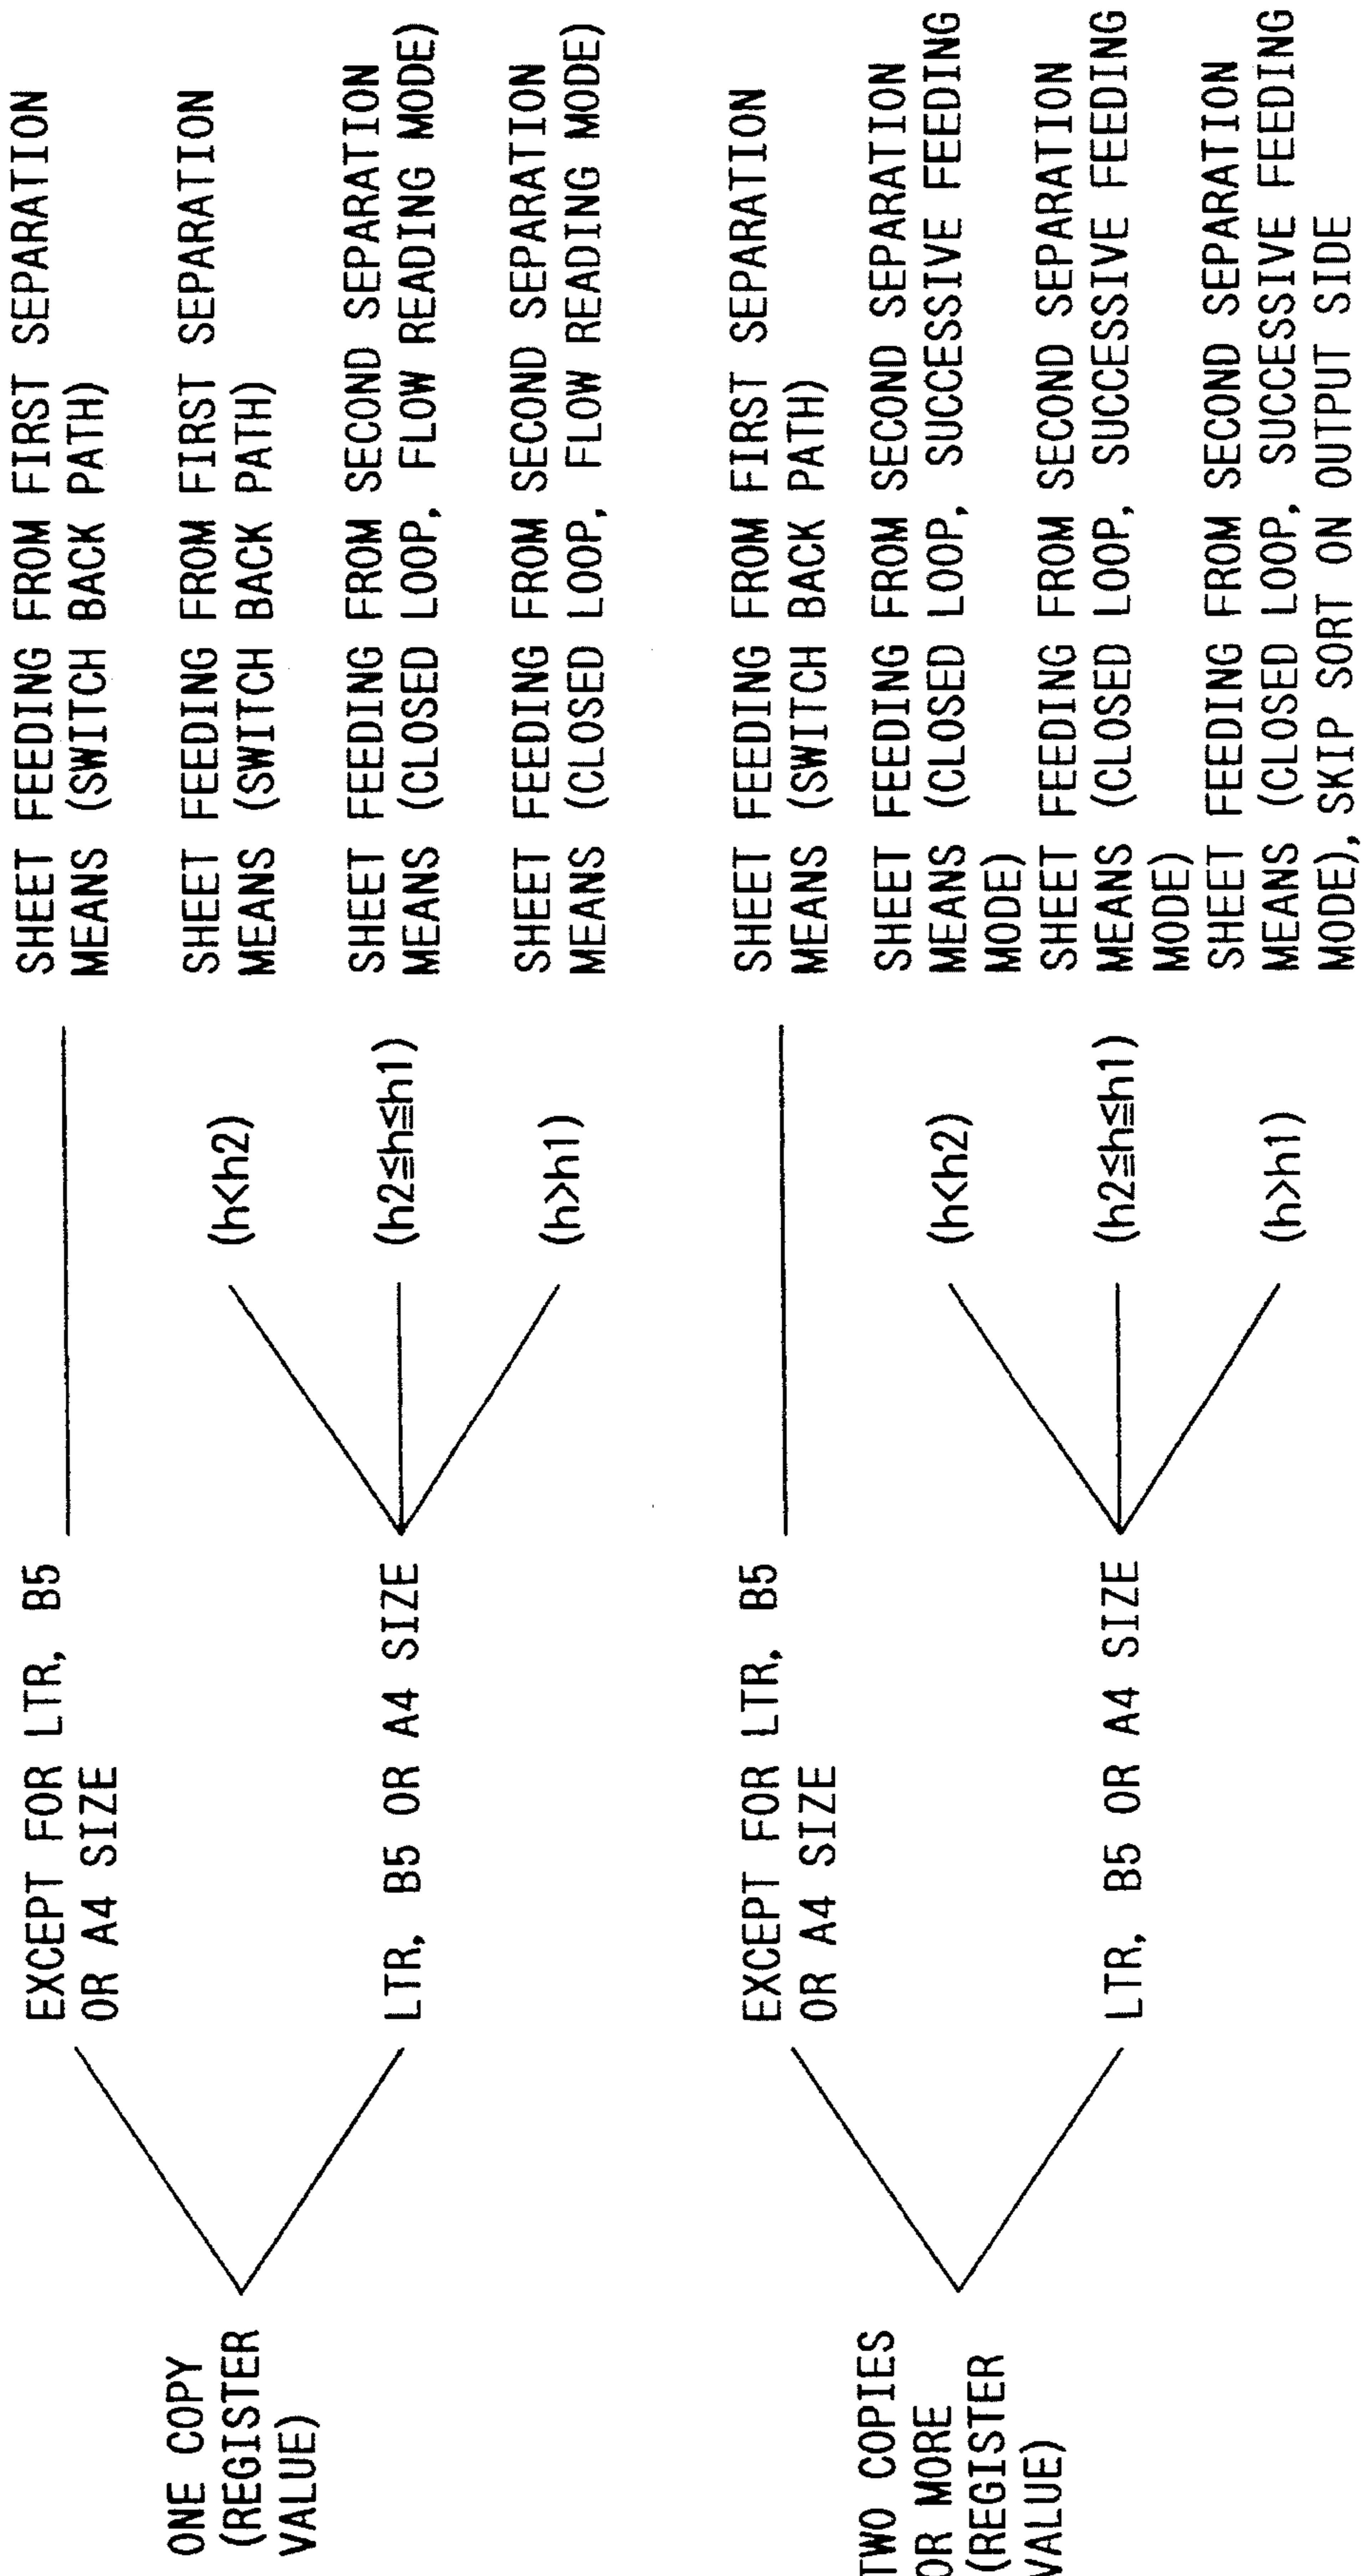 ONE COPY
(REGISTER
VALUE)
EXCEPT FOR LTR, B5
OR A4 SIZE
SHEET FEEDING FROM FIRST SEPARATION
MEANS (SWITCH BACK PATH)
LTR, B5 OR A4 SIZE
(h<h2)
SHEET FEEDING FROM FIRST SEPARATION
MEANS (SWITCH BACK PATH)
(h2≦h≦h1)
SHEET FEEDING FROM SECOND SEPARATION
MEANS (CLOSED LOOP, FLOW READING MODE)
(h>h1)
SHEET FEEDING FROM SECOND SEPARATION
MEANS (CLOSED LOOP, FLOW READING MODE)
TWO COPIES
OR MORE
(REGISTER
VALUE)
EXCEPT FOR LTR, B5
OR A4 SIZE
SHEET FEEDING FROM FIRST SEPARATION
MEANS (SWITCH BACK PATH)
LTR, B5 OR A4 SIZE
(h<h2)
SHEET FEEDING FROM SECOND SEPARATION
MEANS (CLOSED LOOP, SUCCESSIVE FEEDING
MODE)
(h2≦h≦h1)
SHEET FEEDING FROM SECOND SEPARATION
MEANS (CLOSED LOOP, SUCCESSIVE FEEDING
MODE)
(h>h1)
SHEET FEEDING FROM SECOND SEPARATION
MEANS (CLOSED LOOP, SUCCESSIVE FEEDING
MODE), SKIP SORT ON OUTPUT SIDE